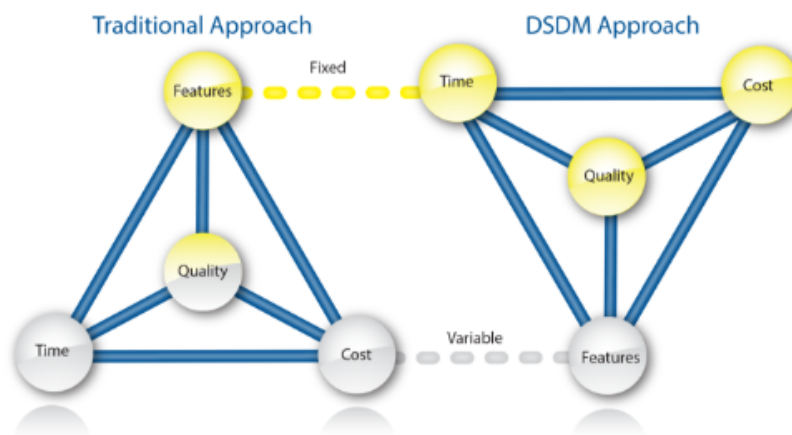 Traditional Approach
DSDM Approach
Features
Fixed
Time
Cost
Quality
Quality
Time
Cost
Variable
Features